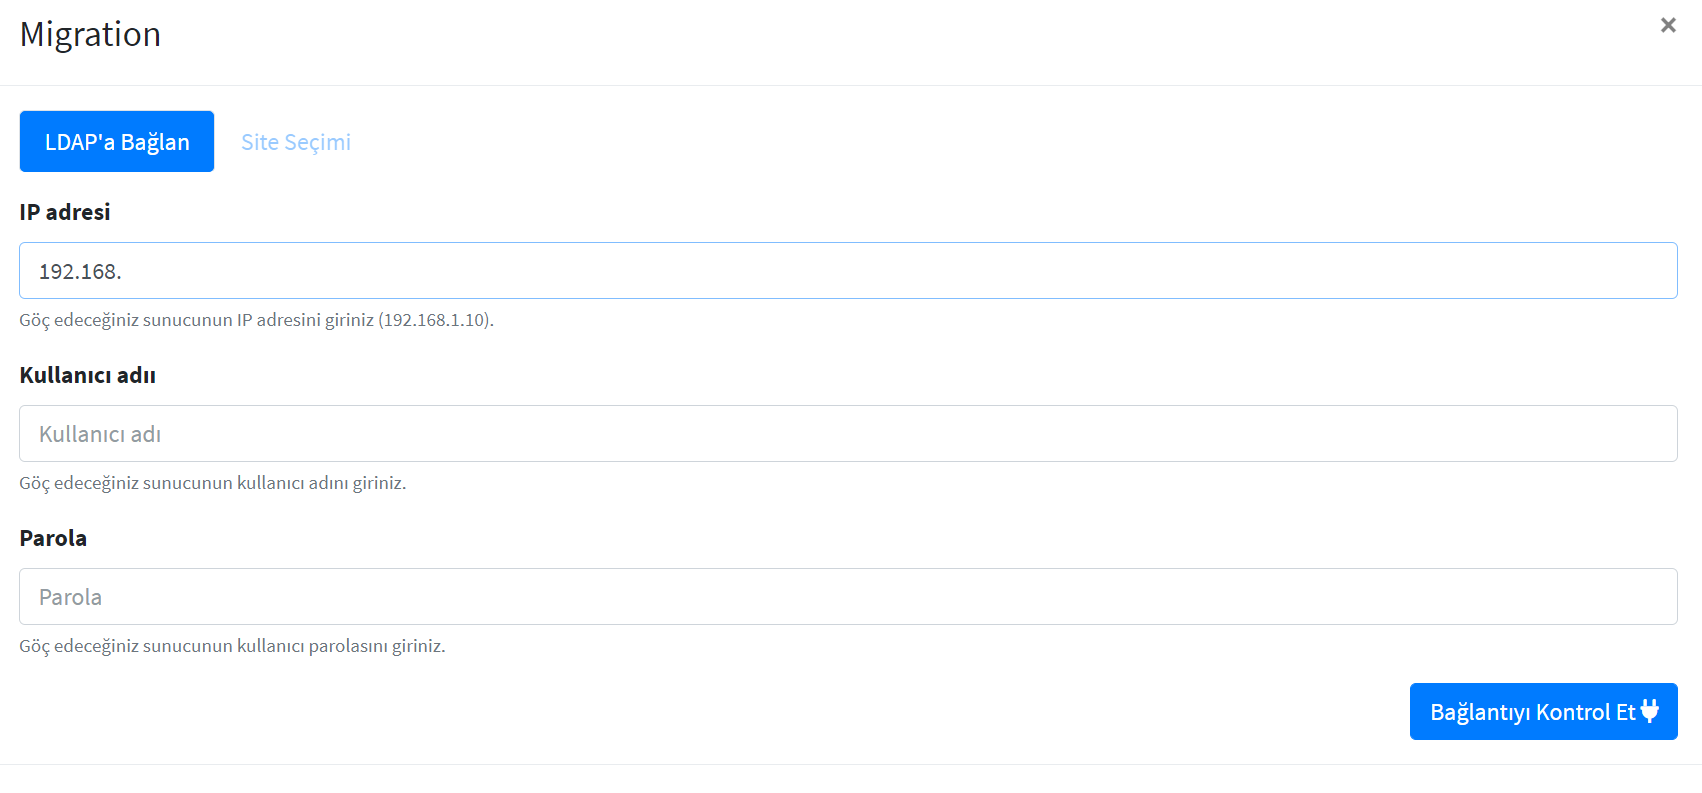 Migration
×
LDAP'a Bağlan Site Seçimi
IP adresi
192.168.
Göç edeceğiniz sunucunun IP adresini giriniz (192.168.1.10).
Kullanıcı adıı
Kullanıcı adı
Göç edeceğiniz sunucunun kullanıcı adını giriniz.
Parola
Parola
Göç edeceğiniz sunucunun kullanıcı parolasını giriniz.
Bağlantıyı Kontrol Et